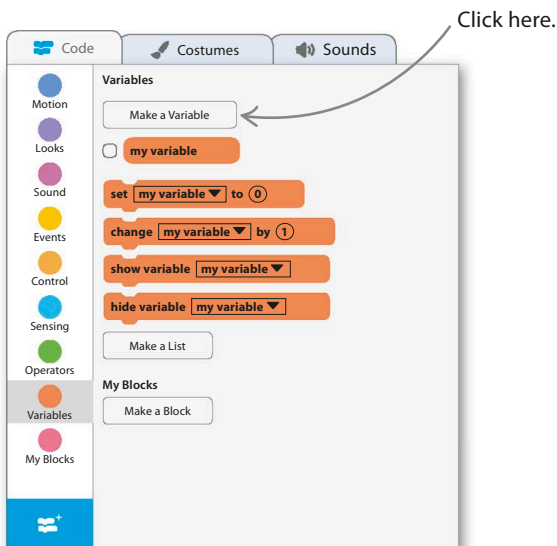 Click here.
Code
Costumes
Sounds
Motion
Looks
Sound
Events
Control
Sensing
Operators
Variables
My Blocks
Variables
Make a Variable
my variable
set my variable to 0
change my variable by 1
show variable my variable
hide variable my variable
Make a List
My Blocks
Make a Block